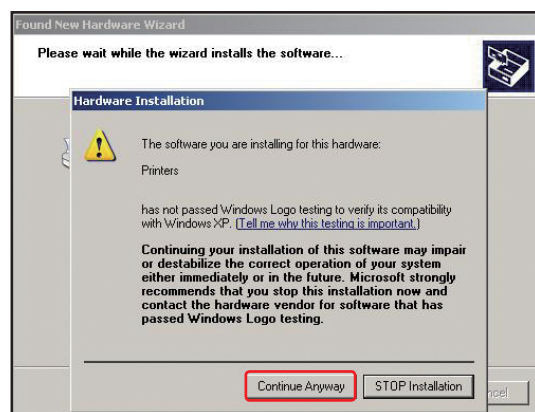 Found New Hardware Wizard
Please wait while the wizard installs the software...
Hardware Installation
The software you are installing for this hardware:
Printers
has not passed Windows Logo testing to verify its compatibility
with Windows XP. (Tell me why this testing is important.)
Continuing your installation of this software may impair
or destabilize the correct operation of your system
either immediately or in the future. Microsoft strongly
recommends that you stop this installation now and
contact the hardware vendor for software that has
passed Windows Logo testing.
Continue Anyway
STOP Installation
ncel